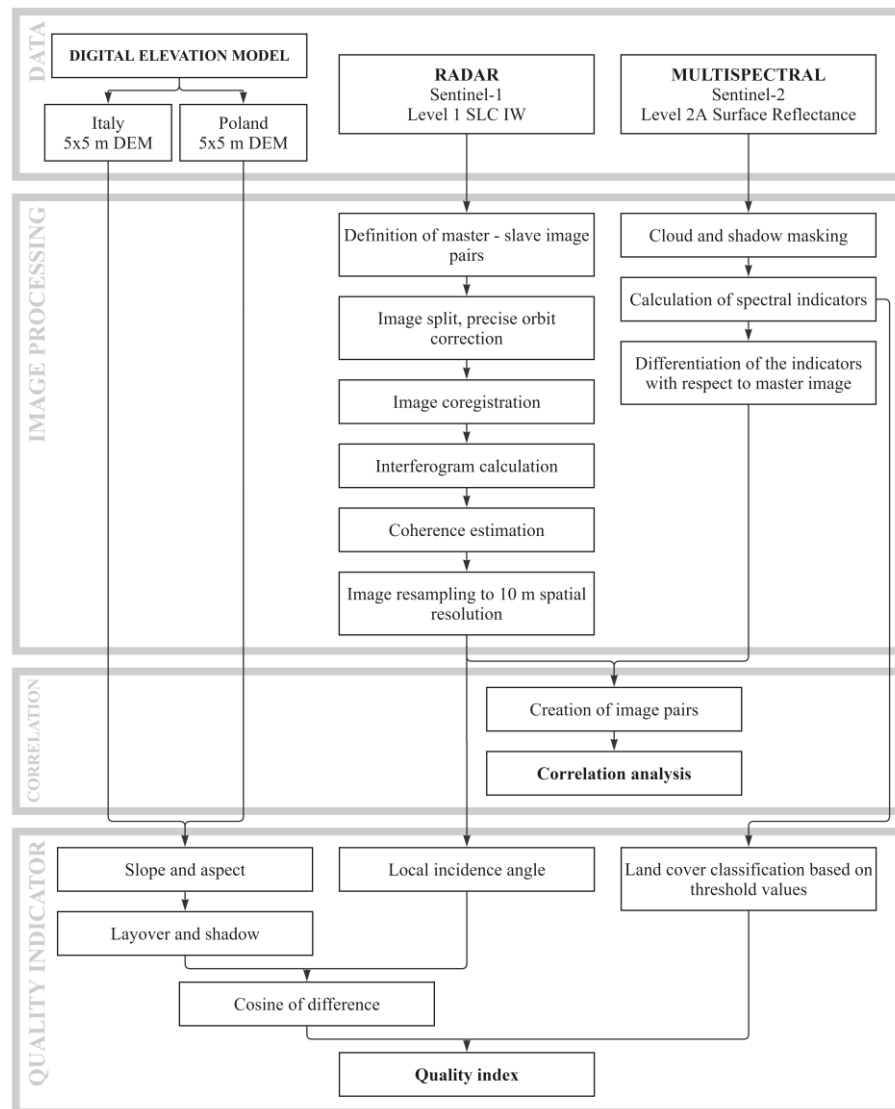 DATA
DIGITAL ELEVATION MODEL
Italy
5x5 m DEM
Poland
5x5 m DEM
RADAR
Sentinel-1
Level 1 SLC IW
MULTISPECTRAL
Sentinel-2
Level 2A Surface Reflectance
IMAGE PROCESSING
Definition of master - slave image
pairs
Image split, precise orbit
correction
Image coregistration
Interferogram calculation
Coherence estimation
Image resampling to 10 m spatial
resolution
Cloud and shadow masking
Calculation of spectral indicators
Differentiation of the indicators
with respect to master image
CORRELATION
Creation of image pairs
Correlation analysis
QUALITY INDICATOR
Slope and aspect
Layover and shadow
Local incidence angle
Land cover classification based on
threshold values
Cosine of difference
Quality index